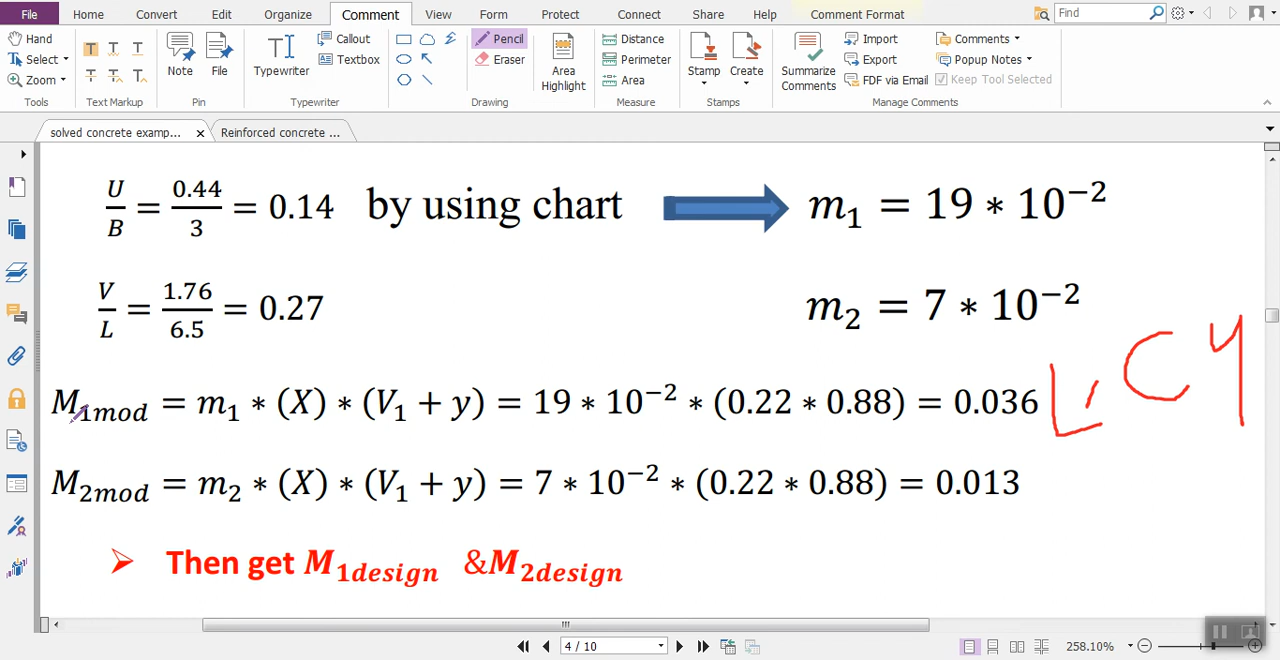 File Home Convert Edit Organize Comment View Form Protect Connect Share Help Comment Format Find
Hand
Select
Zoom
Tools
T T T
T T T
Text Markup
Note File
Pin
Typewriter
Callout
Textbox
Typewriter
Pencil
Eraser
Drawing
Area Highlight
Distance
Perimeter
Area
Measure
Stamp Create
Stamps
Summarize Comments
Import
Export
FDF via Email
Comments
Popup Notes
Keep Tool Selected
Manage Comments
solved concrete examp... × Reinforced concrete ...
U/B = 0.44/3 = 0.14 by using chart m₁ = 19 * 10⁻²
V/L = 1.76/6.5 = 0.27 m₂ = 7 * 10⁻²
M₁mod = m₁ * (X) * (V₁ + y) = 19 * 10⁻² * (0.22 * 0.88) = 0.036
M₂mod = m₂ * (X) * (V₁ + y) = 7 * 10⁻² * (0.22 * 0.88) = 0.013
Then get M₁design &M₂design
4 / 10 258.10%